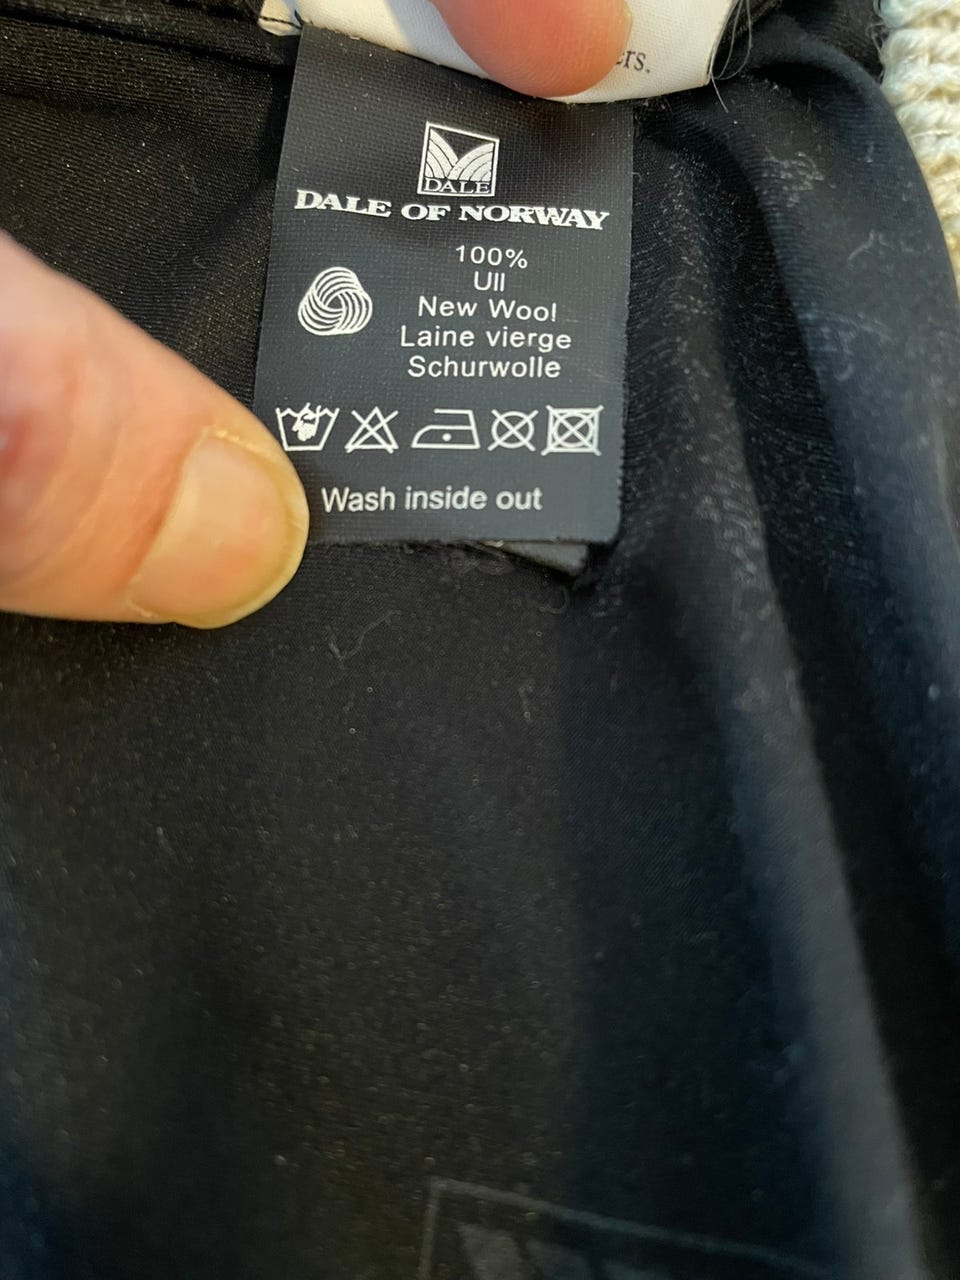 DALE
DALE OF NORWAY
100%
Ull
New Wool
Laine vierge
Schurwolle
Wash inside out